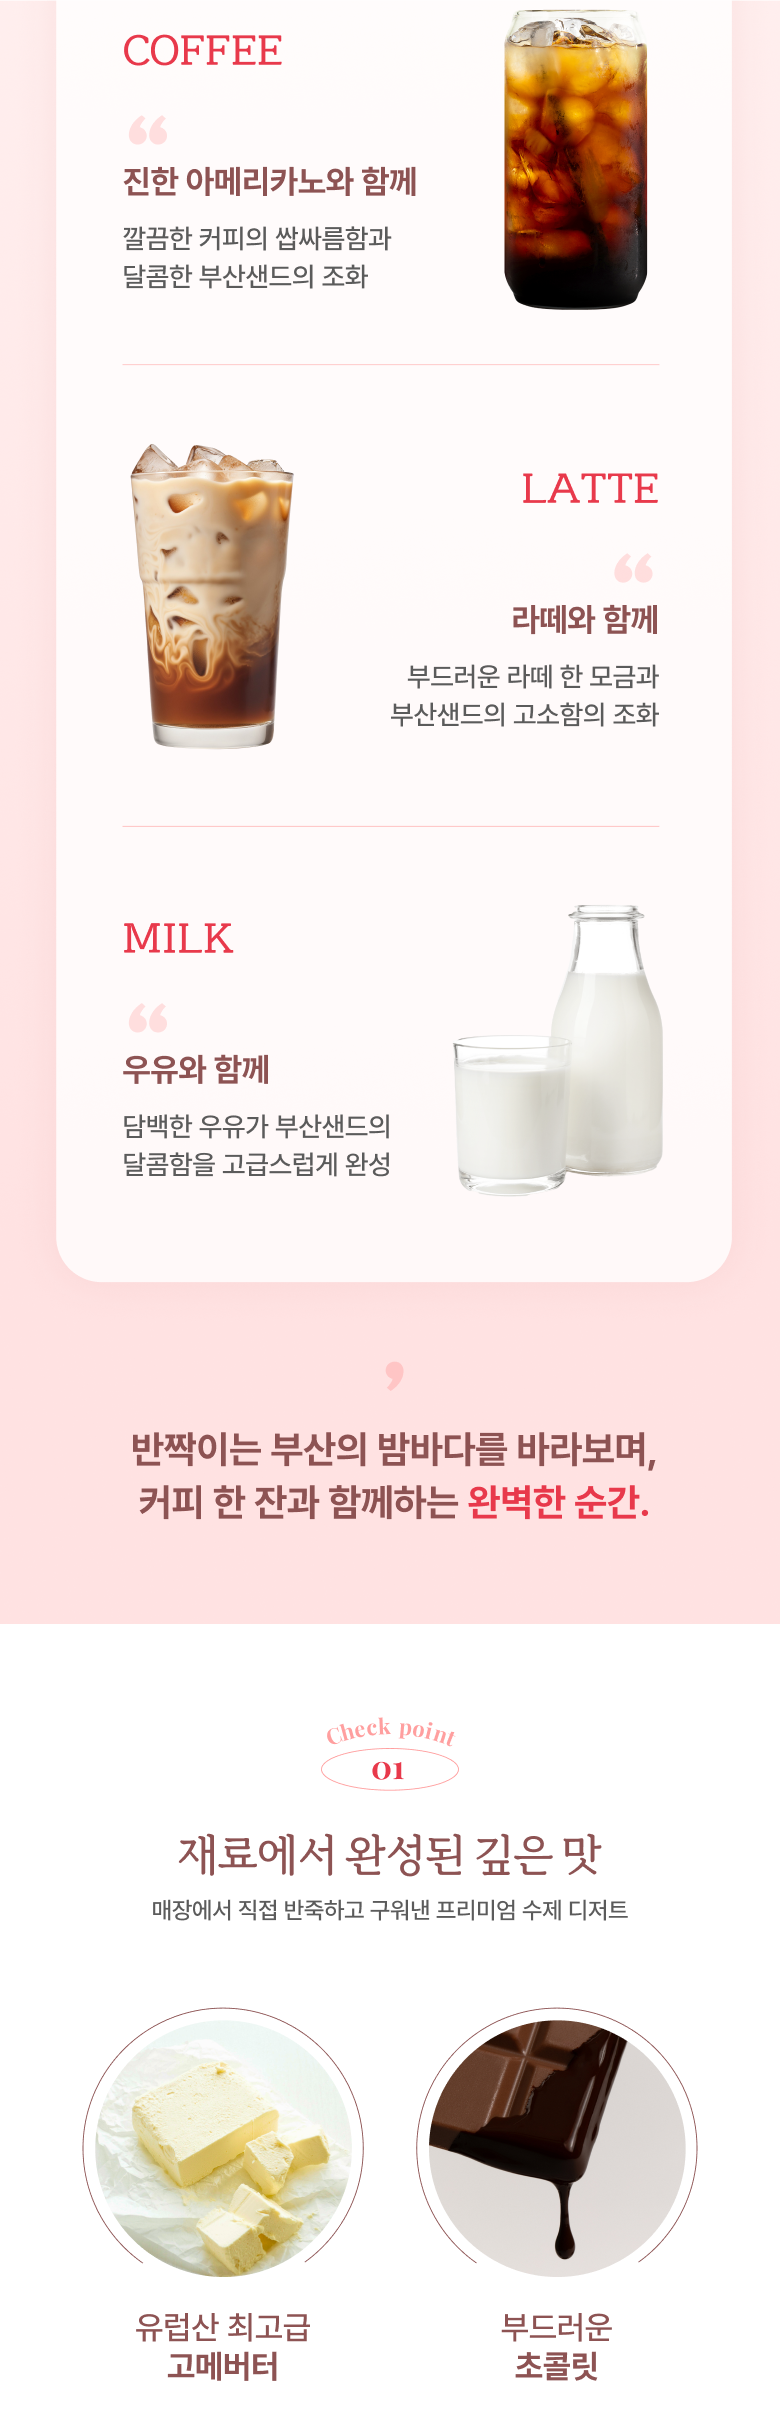 COFFEE
“
진한 아메리카노와 함께
깔끔한 커피의 쌉싸름함과
달콤한 부산샌드의 조화
LATTE
“
라떼와 함께
부드러운 라떼 한 모금과
부산샌드의 고소함의 조화
MILK
“
우유와 함께
담백한 우유가 부산샌드의
달콤함을 고급스럽게 완성
,
반짝이는 부산의 밤바다를 바라보며,
커피 한 잔과 함께하는 완벽한 순간.
Check point
01
재료에서 완성된 깊은 맛
매장에서 직접 반죽하고 구워낸 프리미엄 수제 디저트
유럽산 최고급
고메버터
부드러운
초콜릿